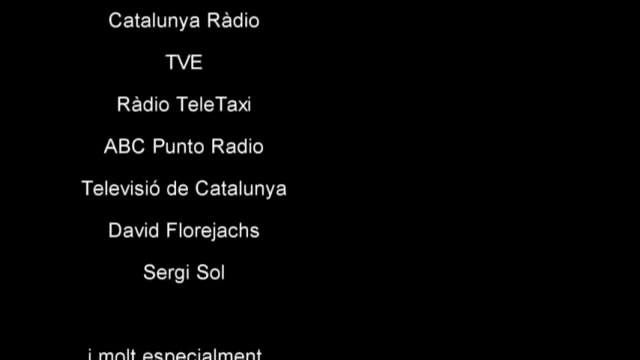 Catalunya Ràdio
TVE
Ràdio TeleTaxi
ABC Punto Radio
Televisió de Catalunya
David Florejachs
Sergi Sol
i molt especialment